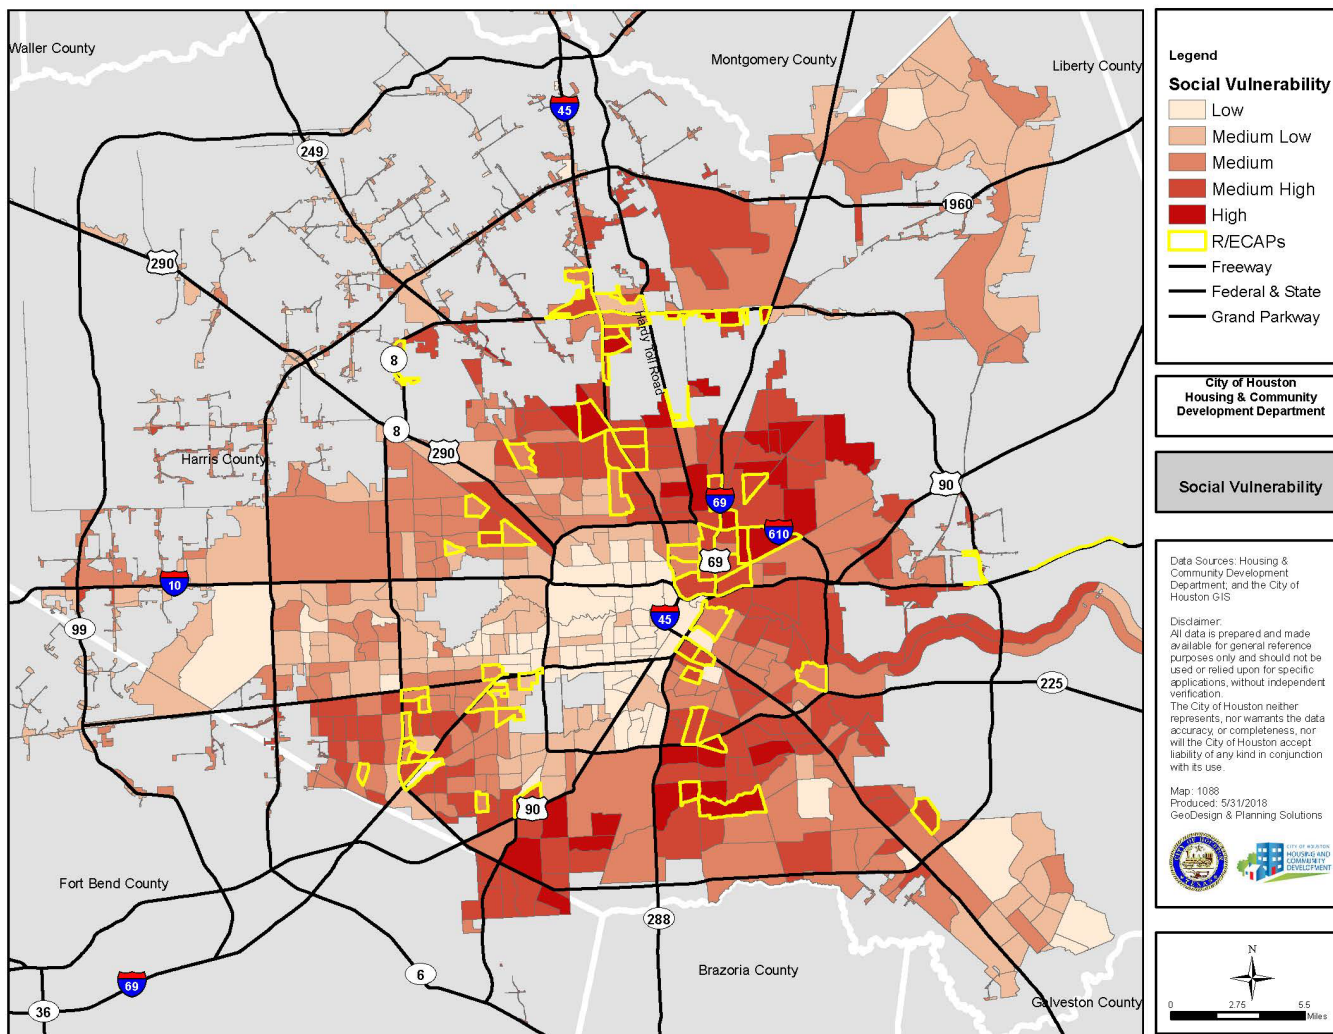 Waller County
Montgomery County
Liberty County
45
249
1960
290
Hardy Toll Road
8
8
290
Harris County
90
69
610
69
10
45
99
225
90
Fort Bend County
288
Brazoria County
6
69
36
Galveston County
Legend
Social Vulnerability
Low
Medium Low
Medium
Medium High
High
R/ECAPs
Freeway
Federal & State
Grand Parkway
City of Houston
Housing & Community
Development Department
Social Vulnerability
Data Sources: Housing &
Community Development
Department; and the City of
Houston GIS
Disclaimer:
All data is prepared and made
available for general reference
purposes only and should not be
used or relied upon for specific
applications, without independent
verification.
The City of Houston neither
represents, nor warrants the data
accuracy, or completeness, nor
will the City of Houston accept
liability of any kind in conjunction
with its use.
Map: 1088
Produced: 5/31/2018
GeoDesign & Planning Solutions
CITY OF HOUSTON
HOUSING AND
COMMUNITY
DEVELOPMENT
N
0 2.75 5.5
Miles